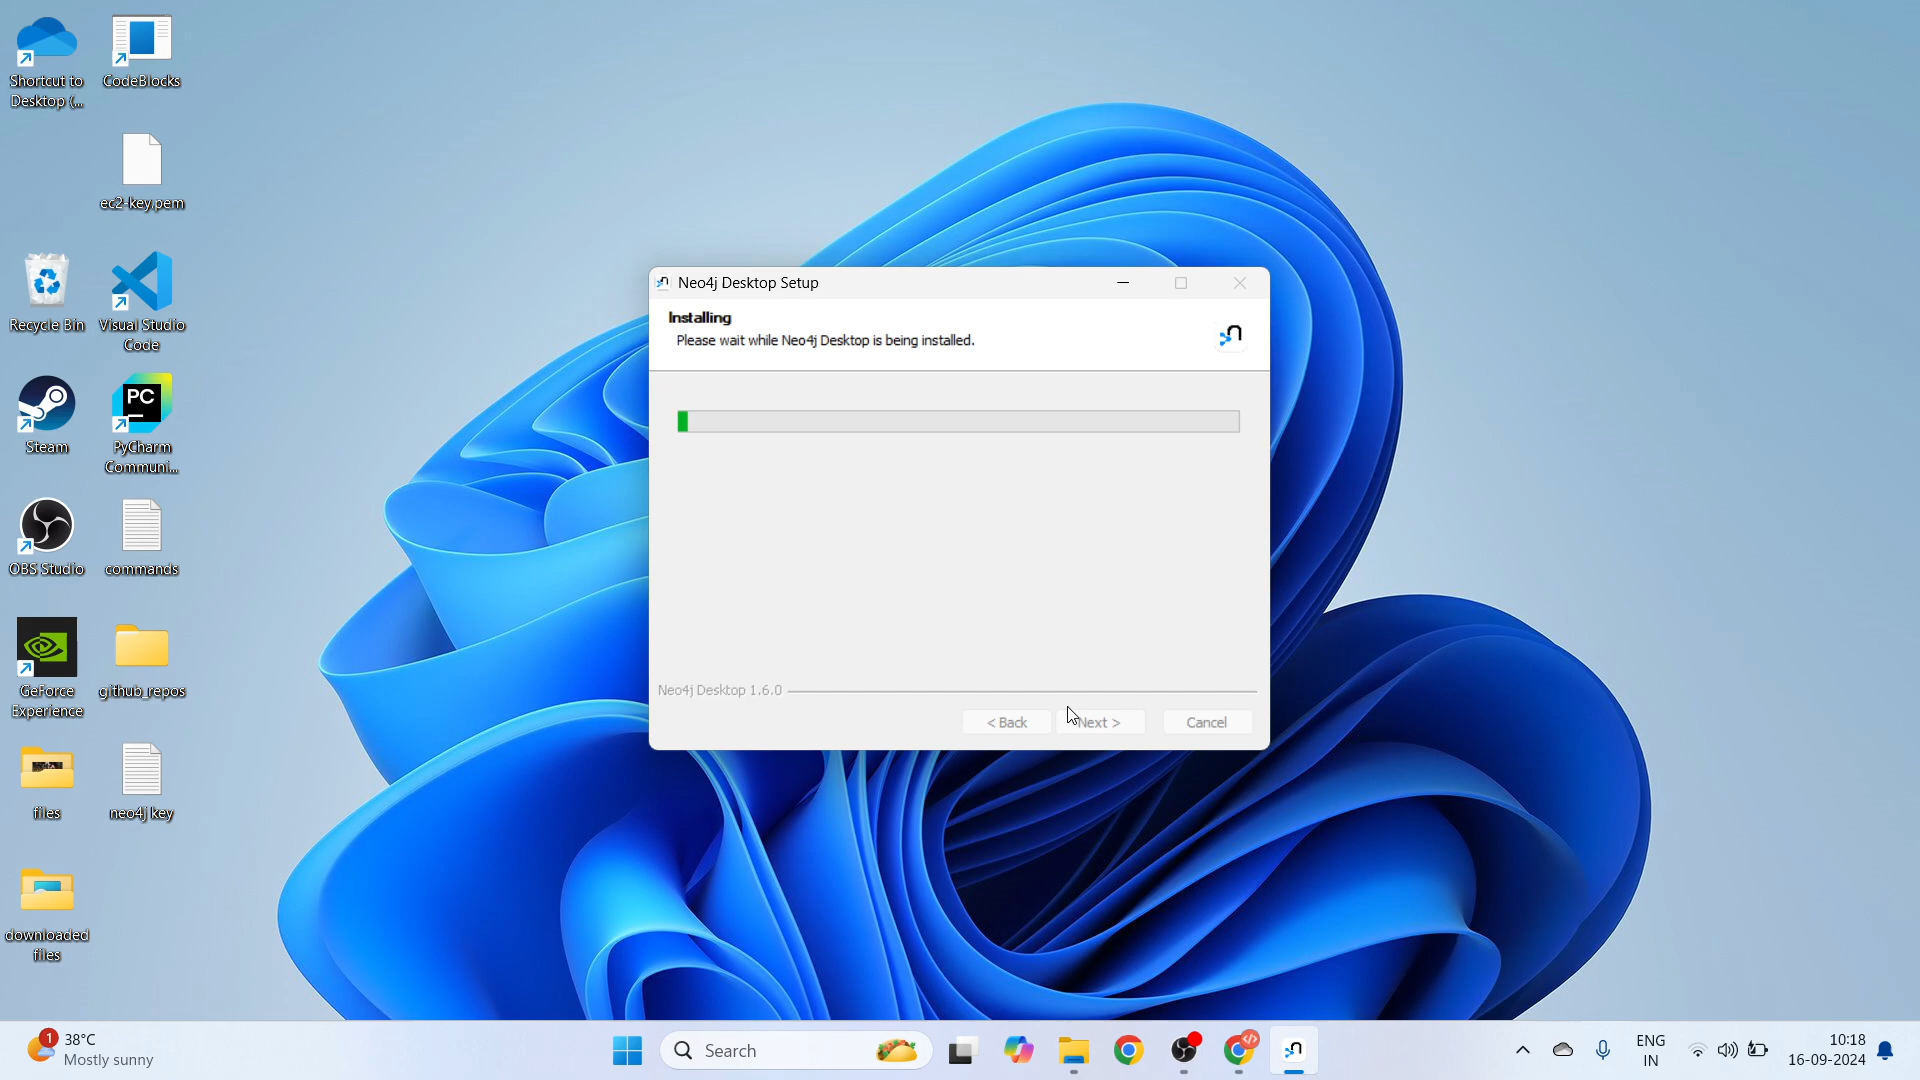 Shortcut to
Desktop (...
CodeBlocks
ec2-key.pem
Recycle Bin
Visual Studio
Code
Steam
PC
PyCharm
Communi...
OBS Studio
commands
GeForce
Experience
github_repos
files
neo4j key
downloaded
files
Neo4j Desktop Setup
Installing
Please wait while Neo4j Desktop is being installed.
Neo4j Desktop 1.6.0
< Back
Next >
Cancel
1
38°C
Mostly sunny
Search
ENG
IN
10:18
16-09-2024